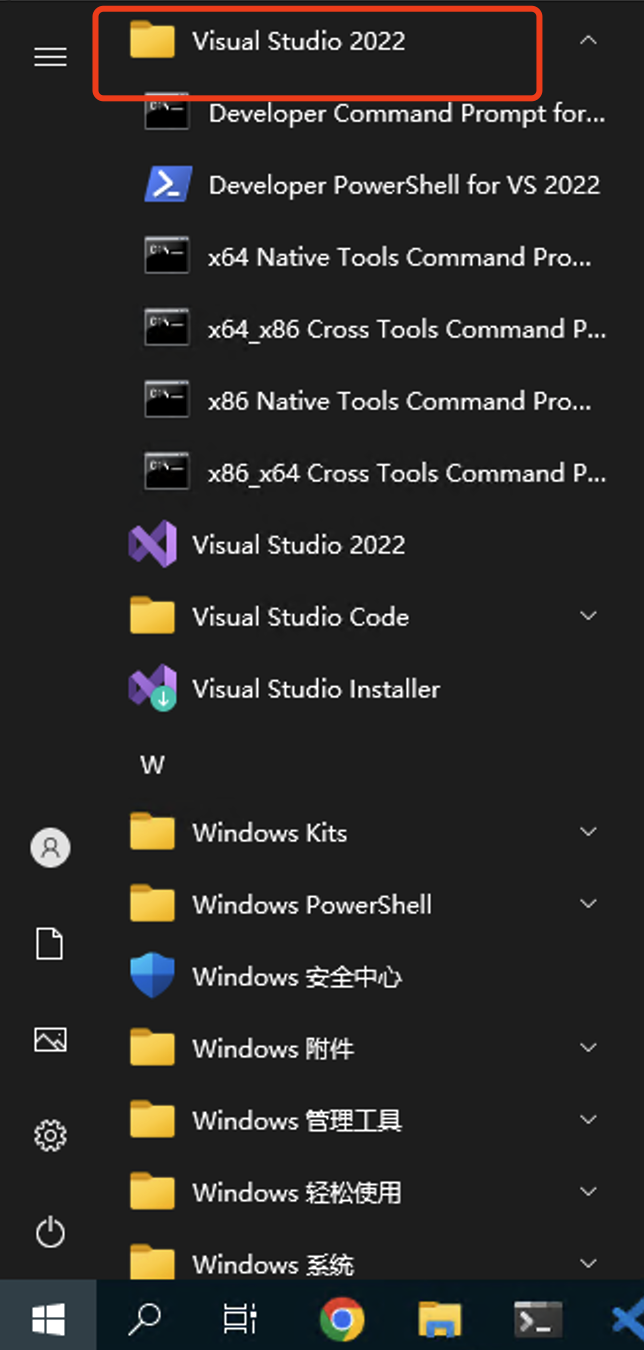 Visual Studio 2022
Developer Command Prompt for...
Developer PowerShell for VS 2022
x64 Native Tools Command Pro...
x64_x86 Cross Tools Command P...
x86 Native Tools Command Pro...
x86_x64 Cross Tools Command P...
Visual Studio 2022
Visual Studio Code
Visual Studio Installer
W
Windows Kits
Windows PowerShell
Windows 安全中心
Windows 附件
Windows 管理工具
Windows 轻松使用
Windows 系统